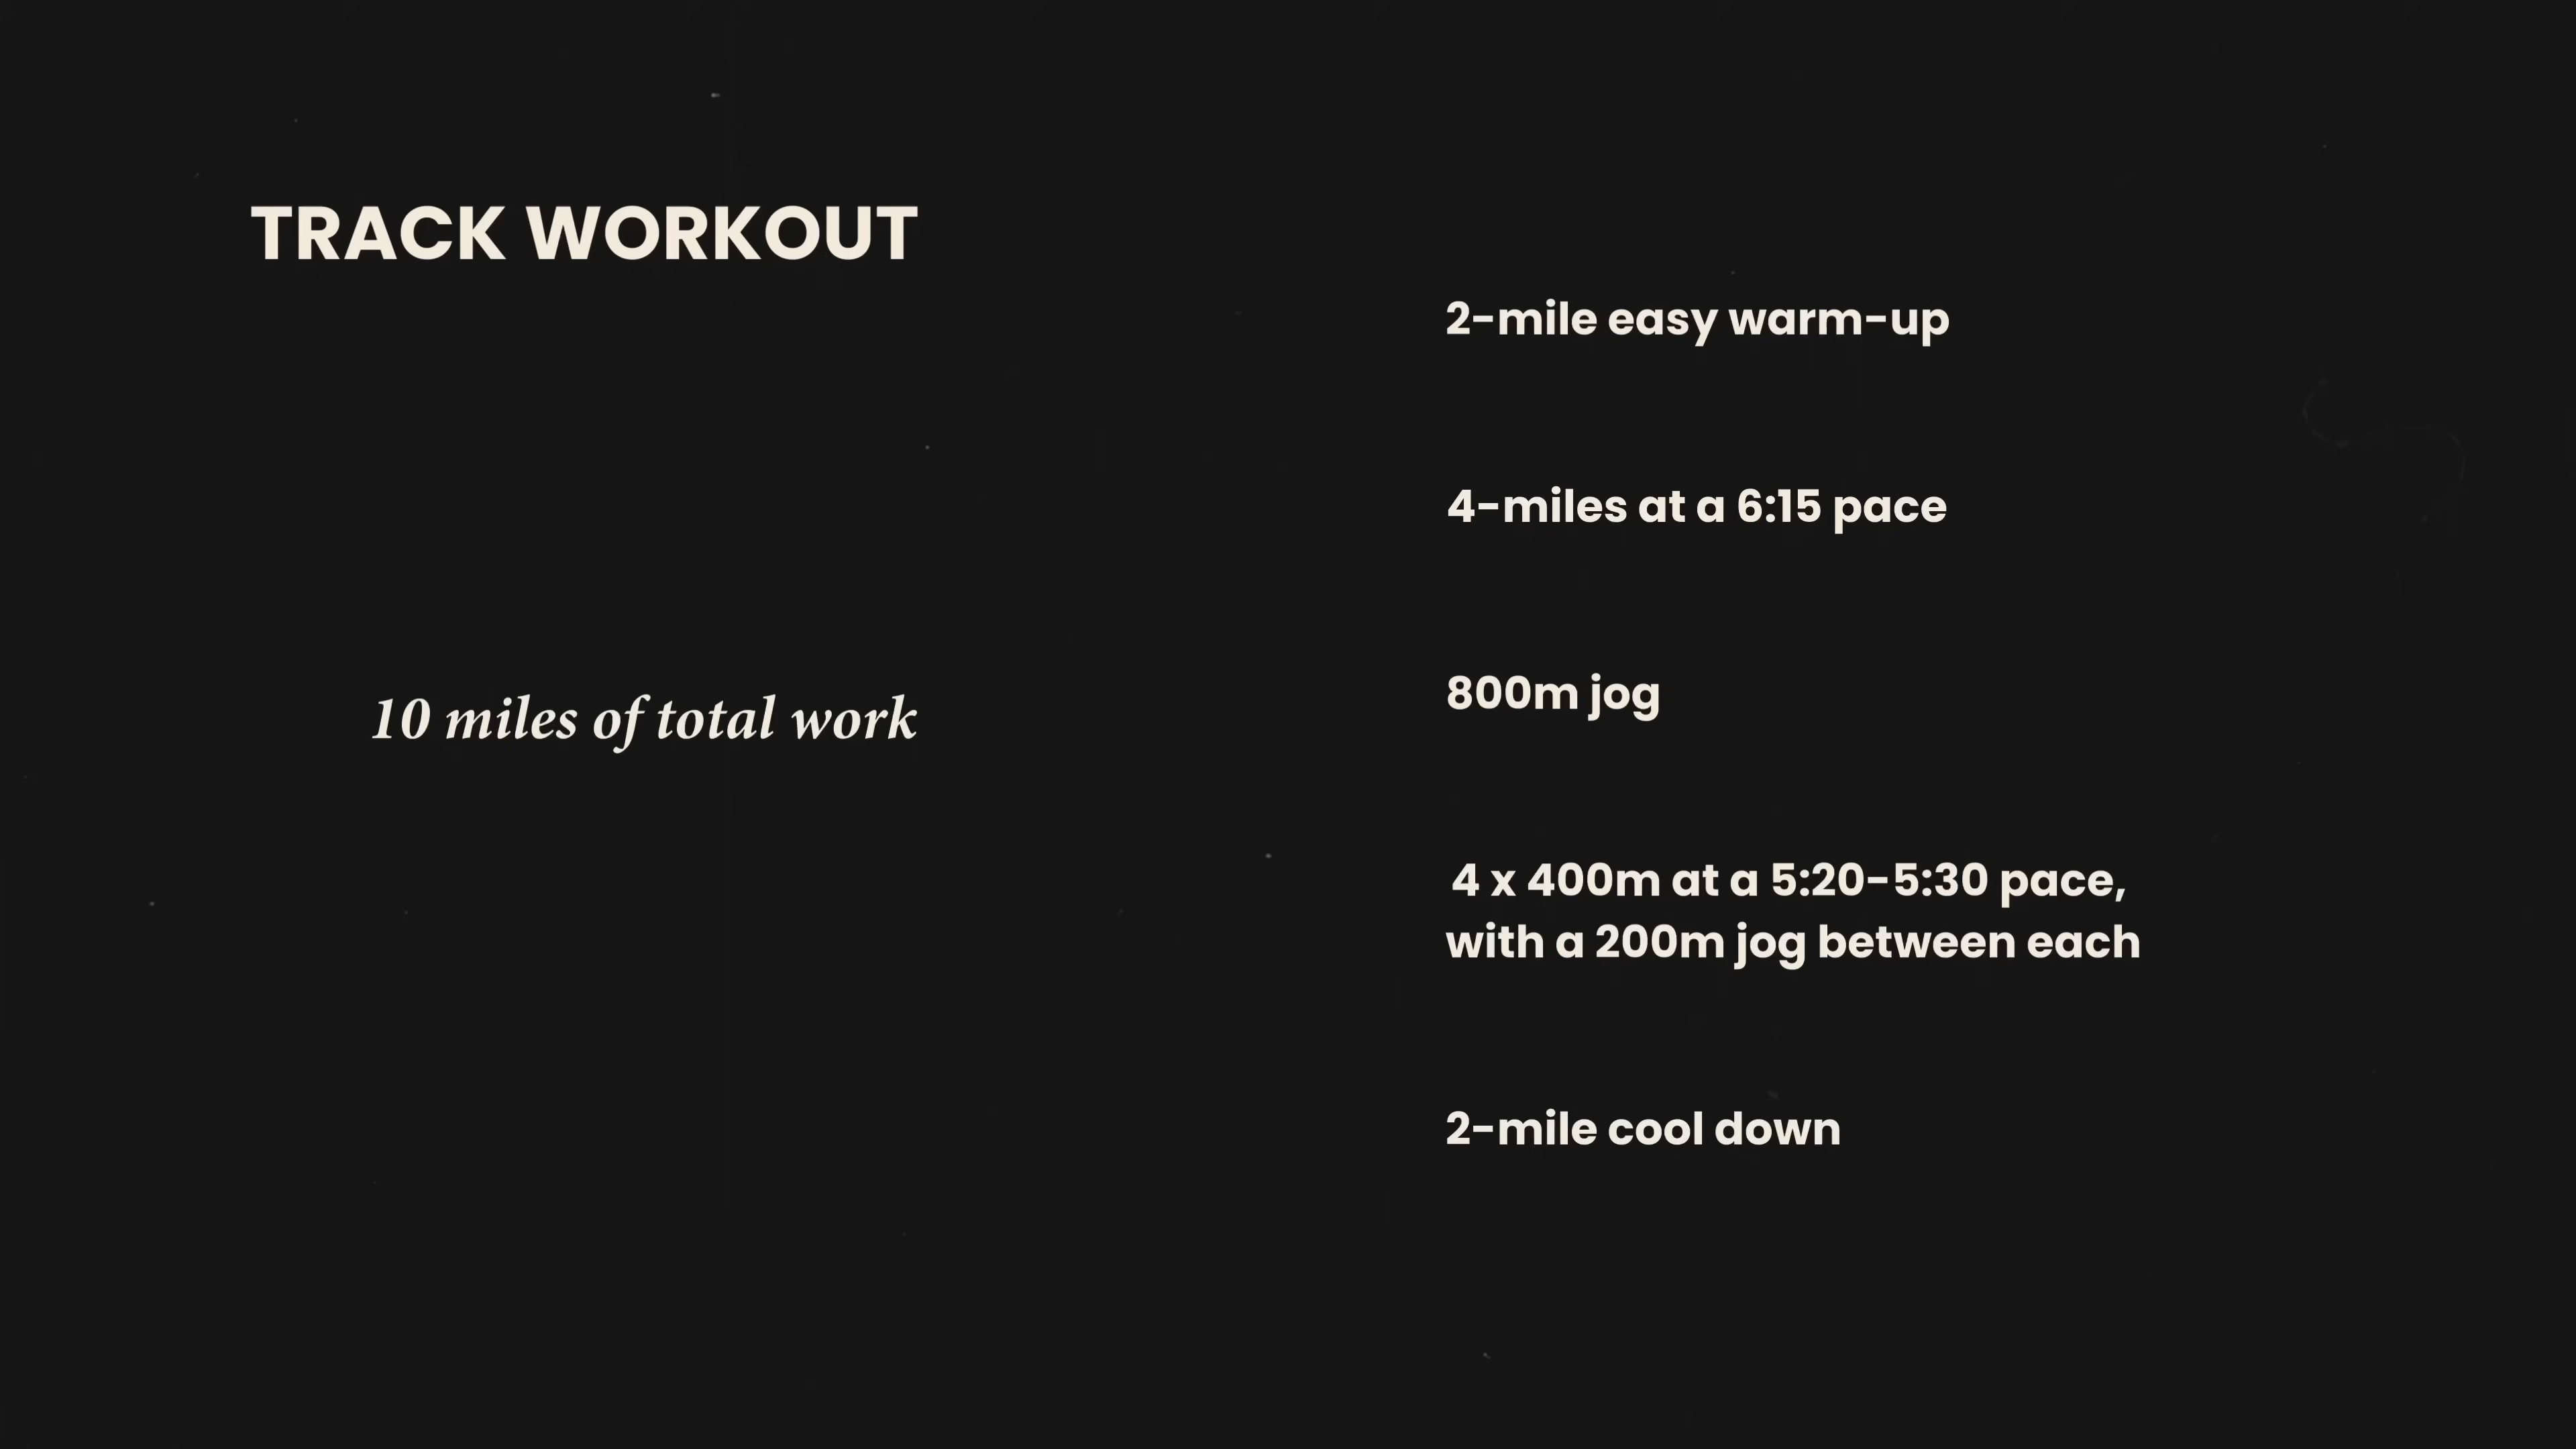 TRACK WORKOUT
10 miles of total work
2-mile easy warm-up
4-miles at a 6:15 pace
800m jog
4 x 400m at a 5:20-5:30 pace,
with a 200m jog between each
2-mile cool down